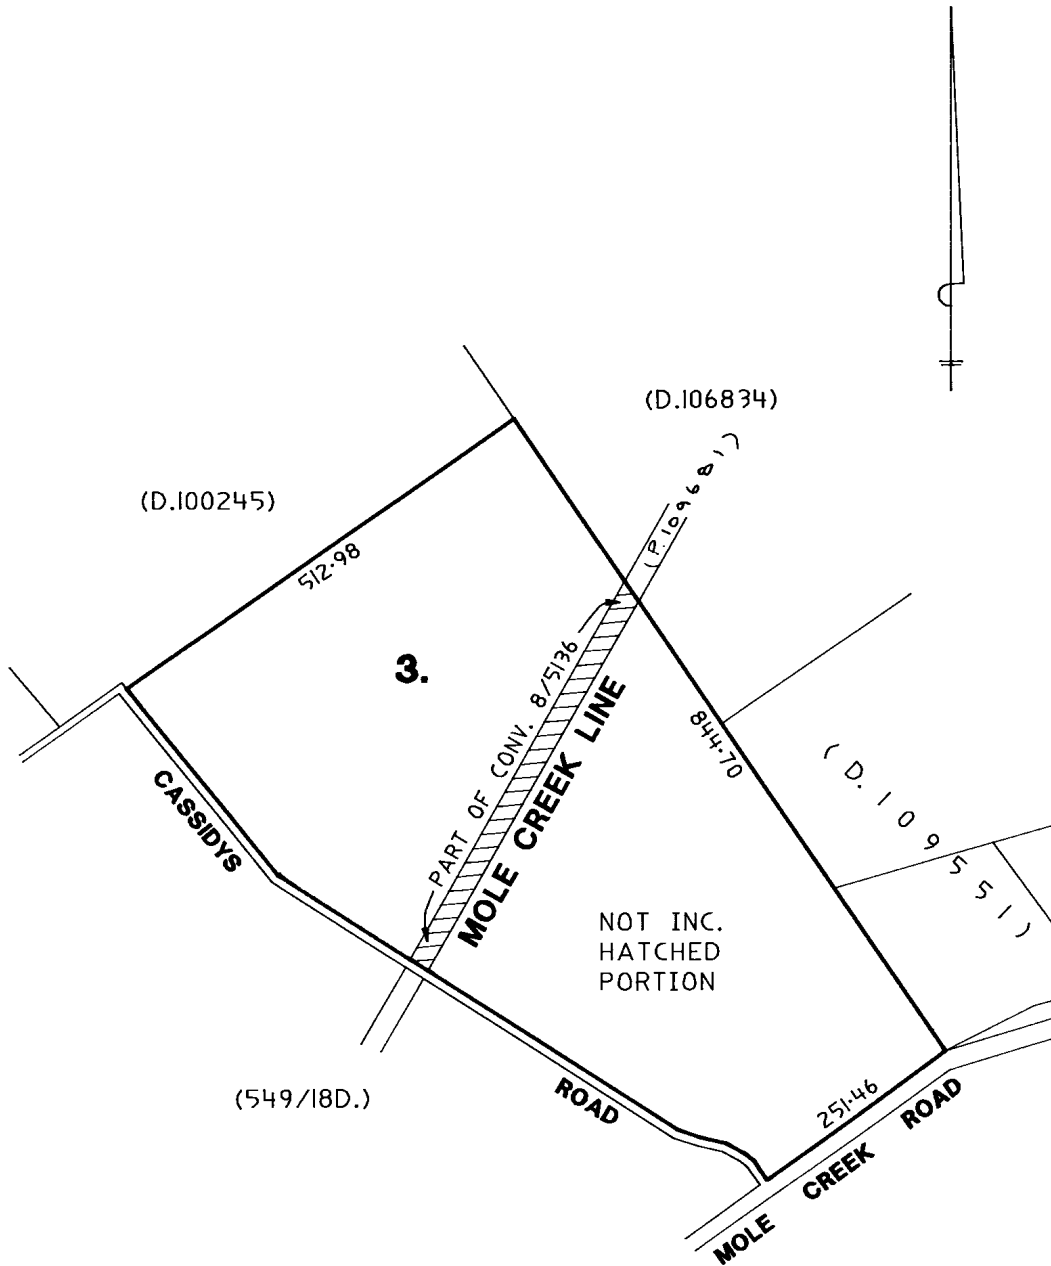 (D.106834)
(P.109681)
(D.100245)
512·98
3.
PART OF CONV. 8/5136
MOLE CREEK LINE
844·70
(D.109551)
CASSIDYS
ROAD
NOT INC.
HATCHED
PORTION
(549/18D.)
251·46
MOLE CREEK ROAD